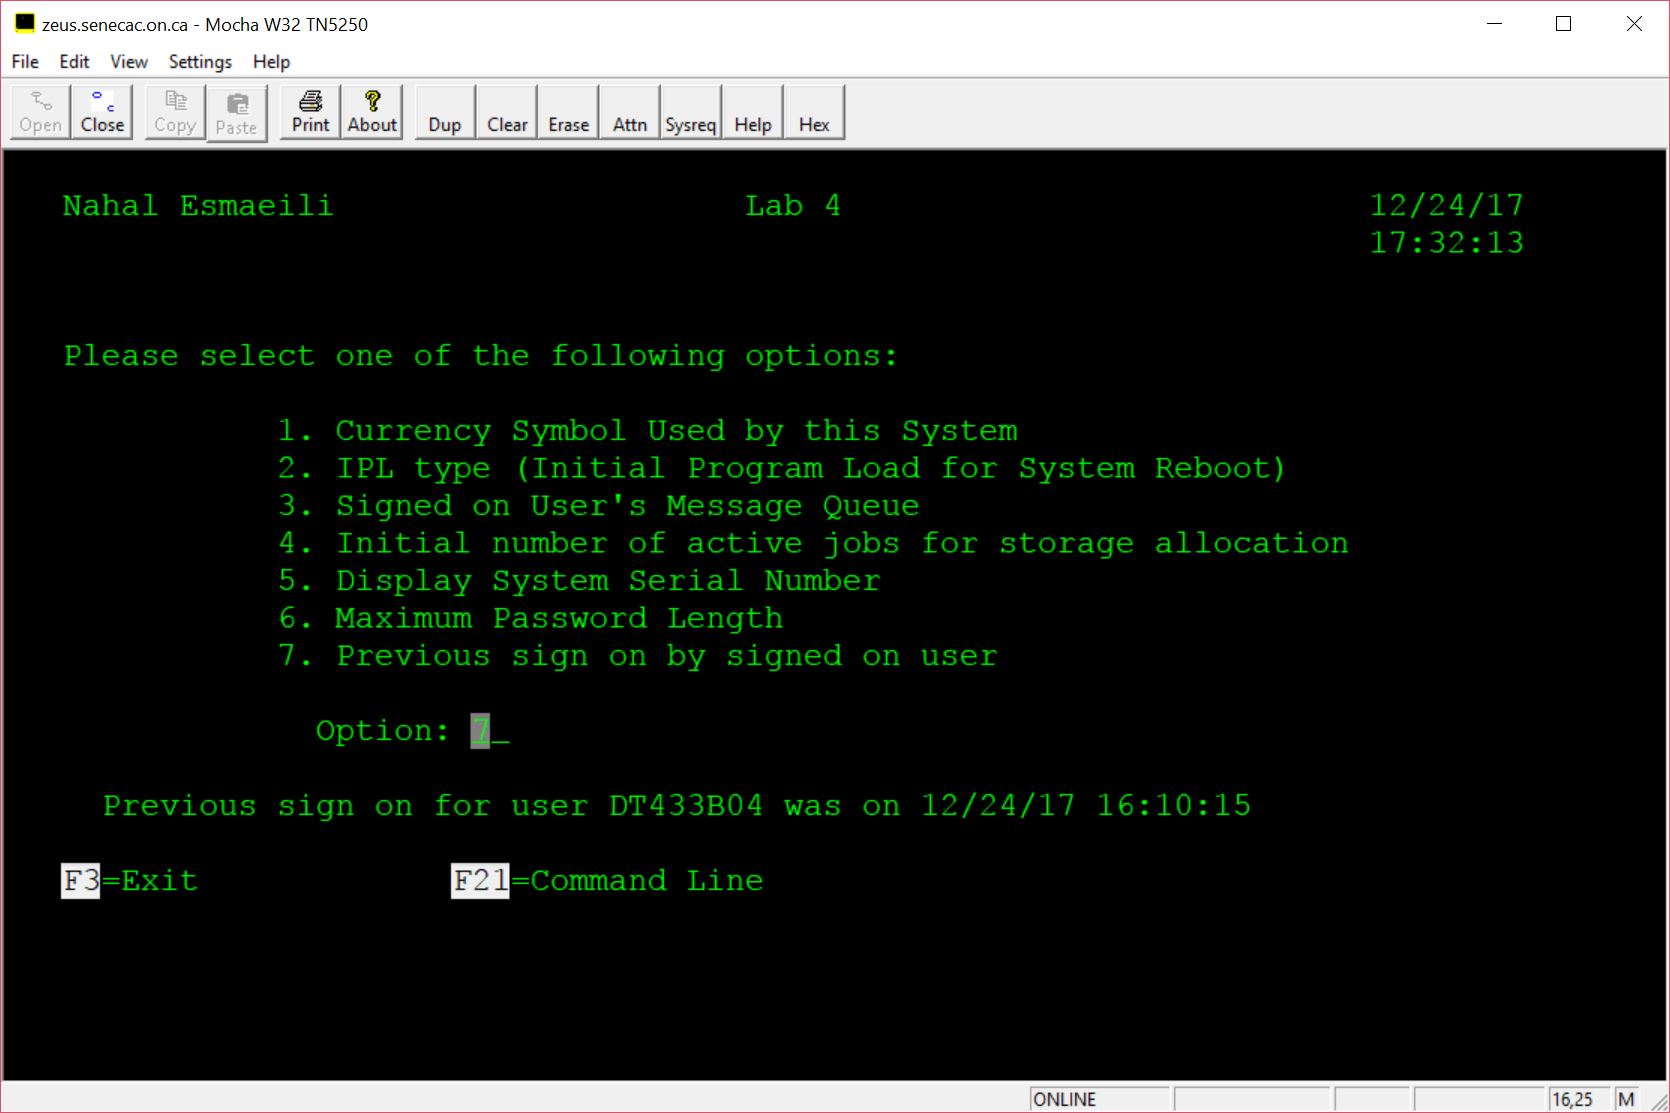 zeus.senecac.on.ca - Mocha W32 TN5250
File Edit View Settings Help
Open Close Copy Paste Print About Dup Clear Erase Attn Sysreq Help Hex
Nahal Esmaeili Lab 4 12/24/17
17:32:13
Please select one of the following options:
1. Currency Symbol Used by this System
2. IPL type (Initial Program Load for System Reboot)
3. Signed on User's Message Queue
4. Initial number of active jobs for storage allocation
5. Display System Serial Number
6. Maximum Password Length
7. Previous sign on by signed on user
Option: 7_
Previous sign on for user DT433B04 was on 12/24/17 16:10:15
F3=Exit F21=Command Line
ONLINE 16,25 M